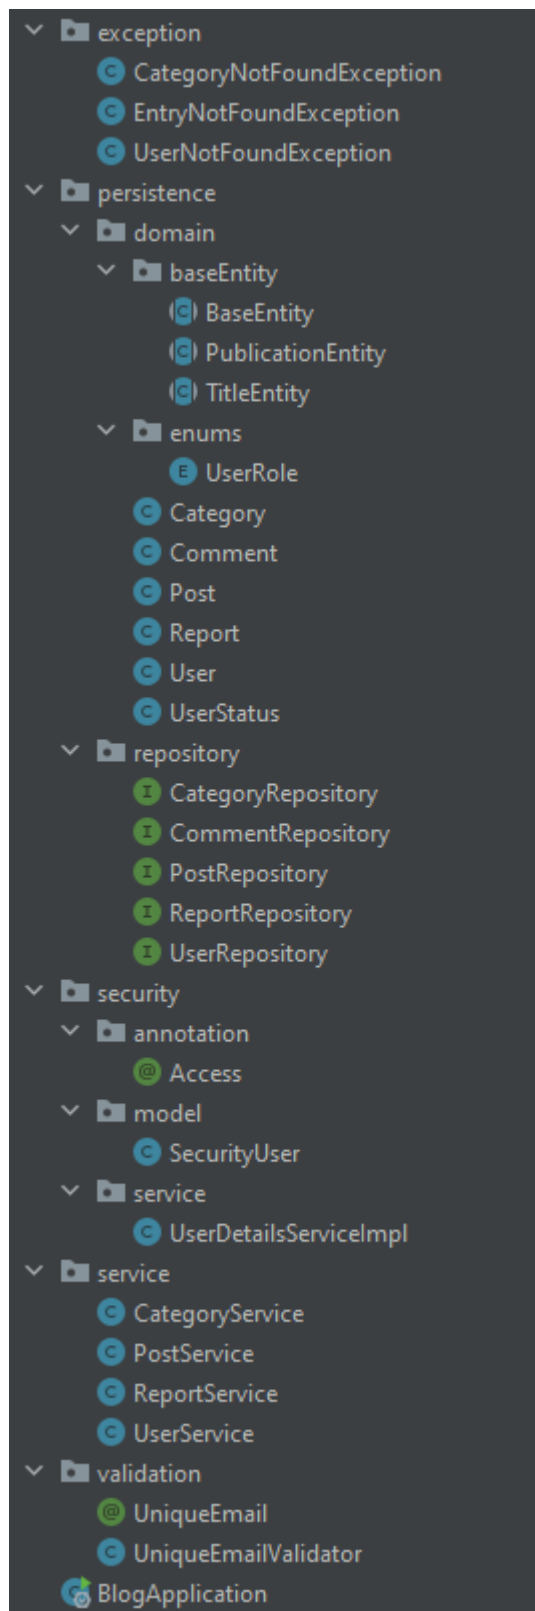 exception
CategoryNotFoundException
EntryNotFoundException
UserNotFoundException
persistence
domain
baseEntity
BaseEntity
PublicationEntity
TitleEntity
enums
UserRole
Category
Comment
Post
Report
User
UserStatus
repository
CategoryRepository
CommentRepository
PostRepository
ReportRepository
UserRepository
security
annotation
Access
model
SecurityUser
service
UserDetailsServiceImpl
service
CategoryService
PostService
ReportService
UserService
validation
UniqueEmail
UniqueEmailValidator
BlogApplication